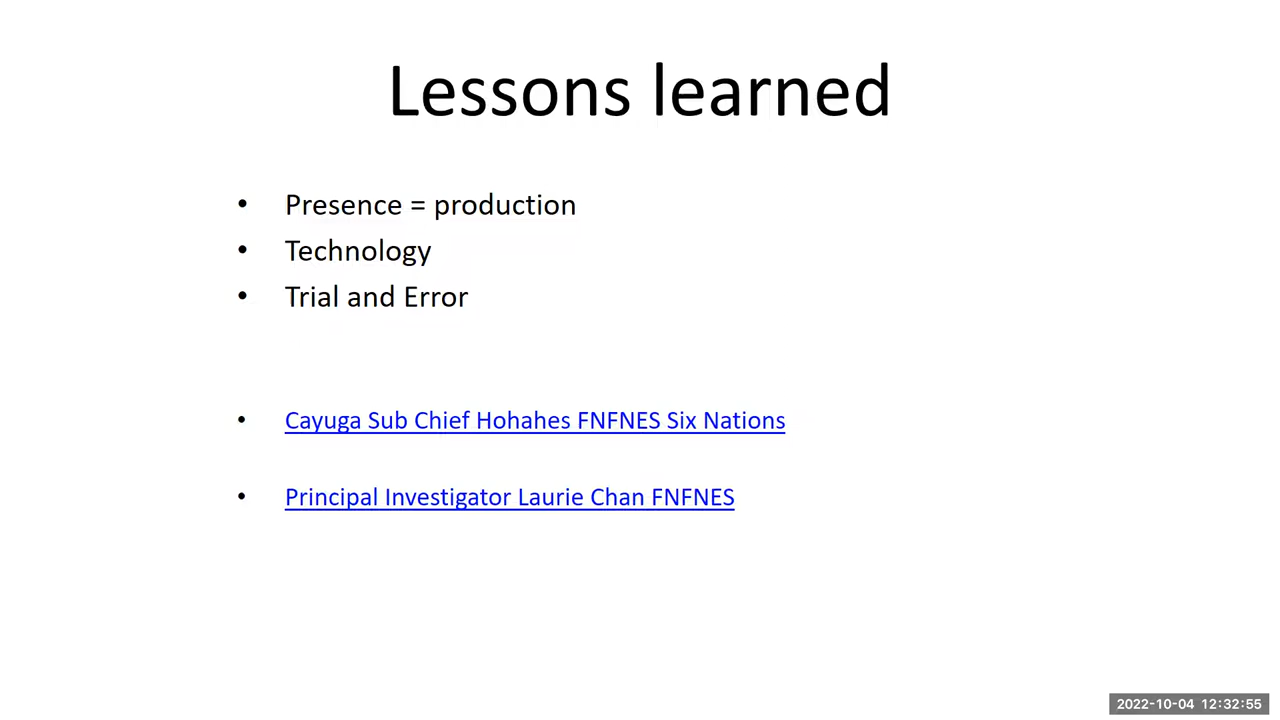 Lessons learned
• Presence = production
• Technology
• Trial and Error
• Cayuga Sub Chief Hohahes FNFNES Six Nations
• Principal Investigator Laurie Chan FNFNES
2022-10-04 12:32:55